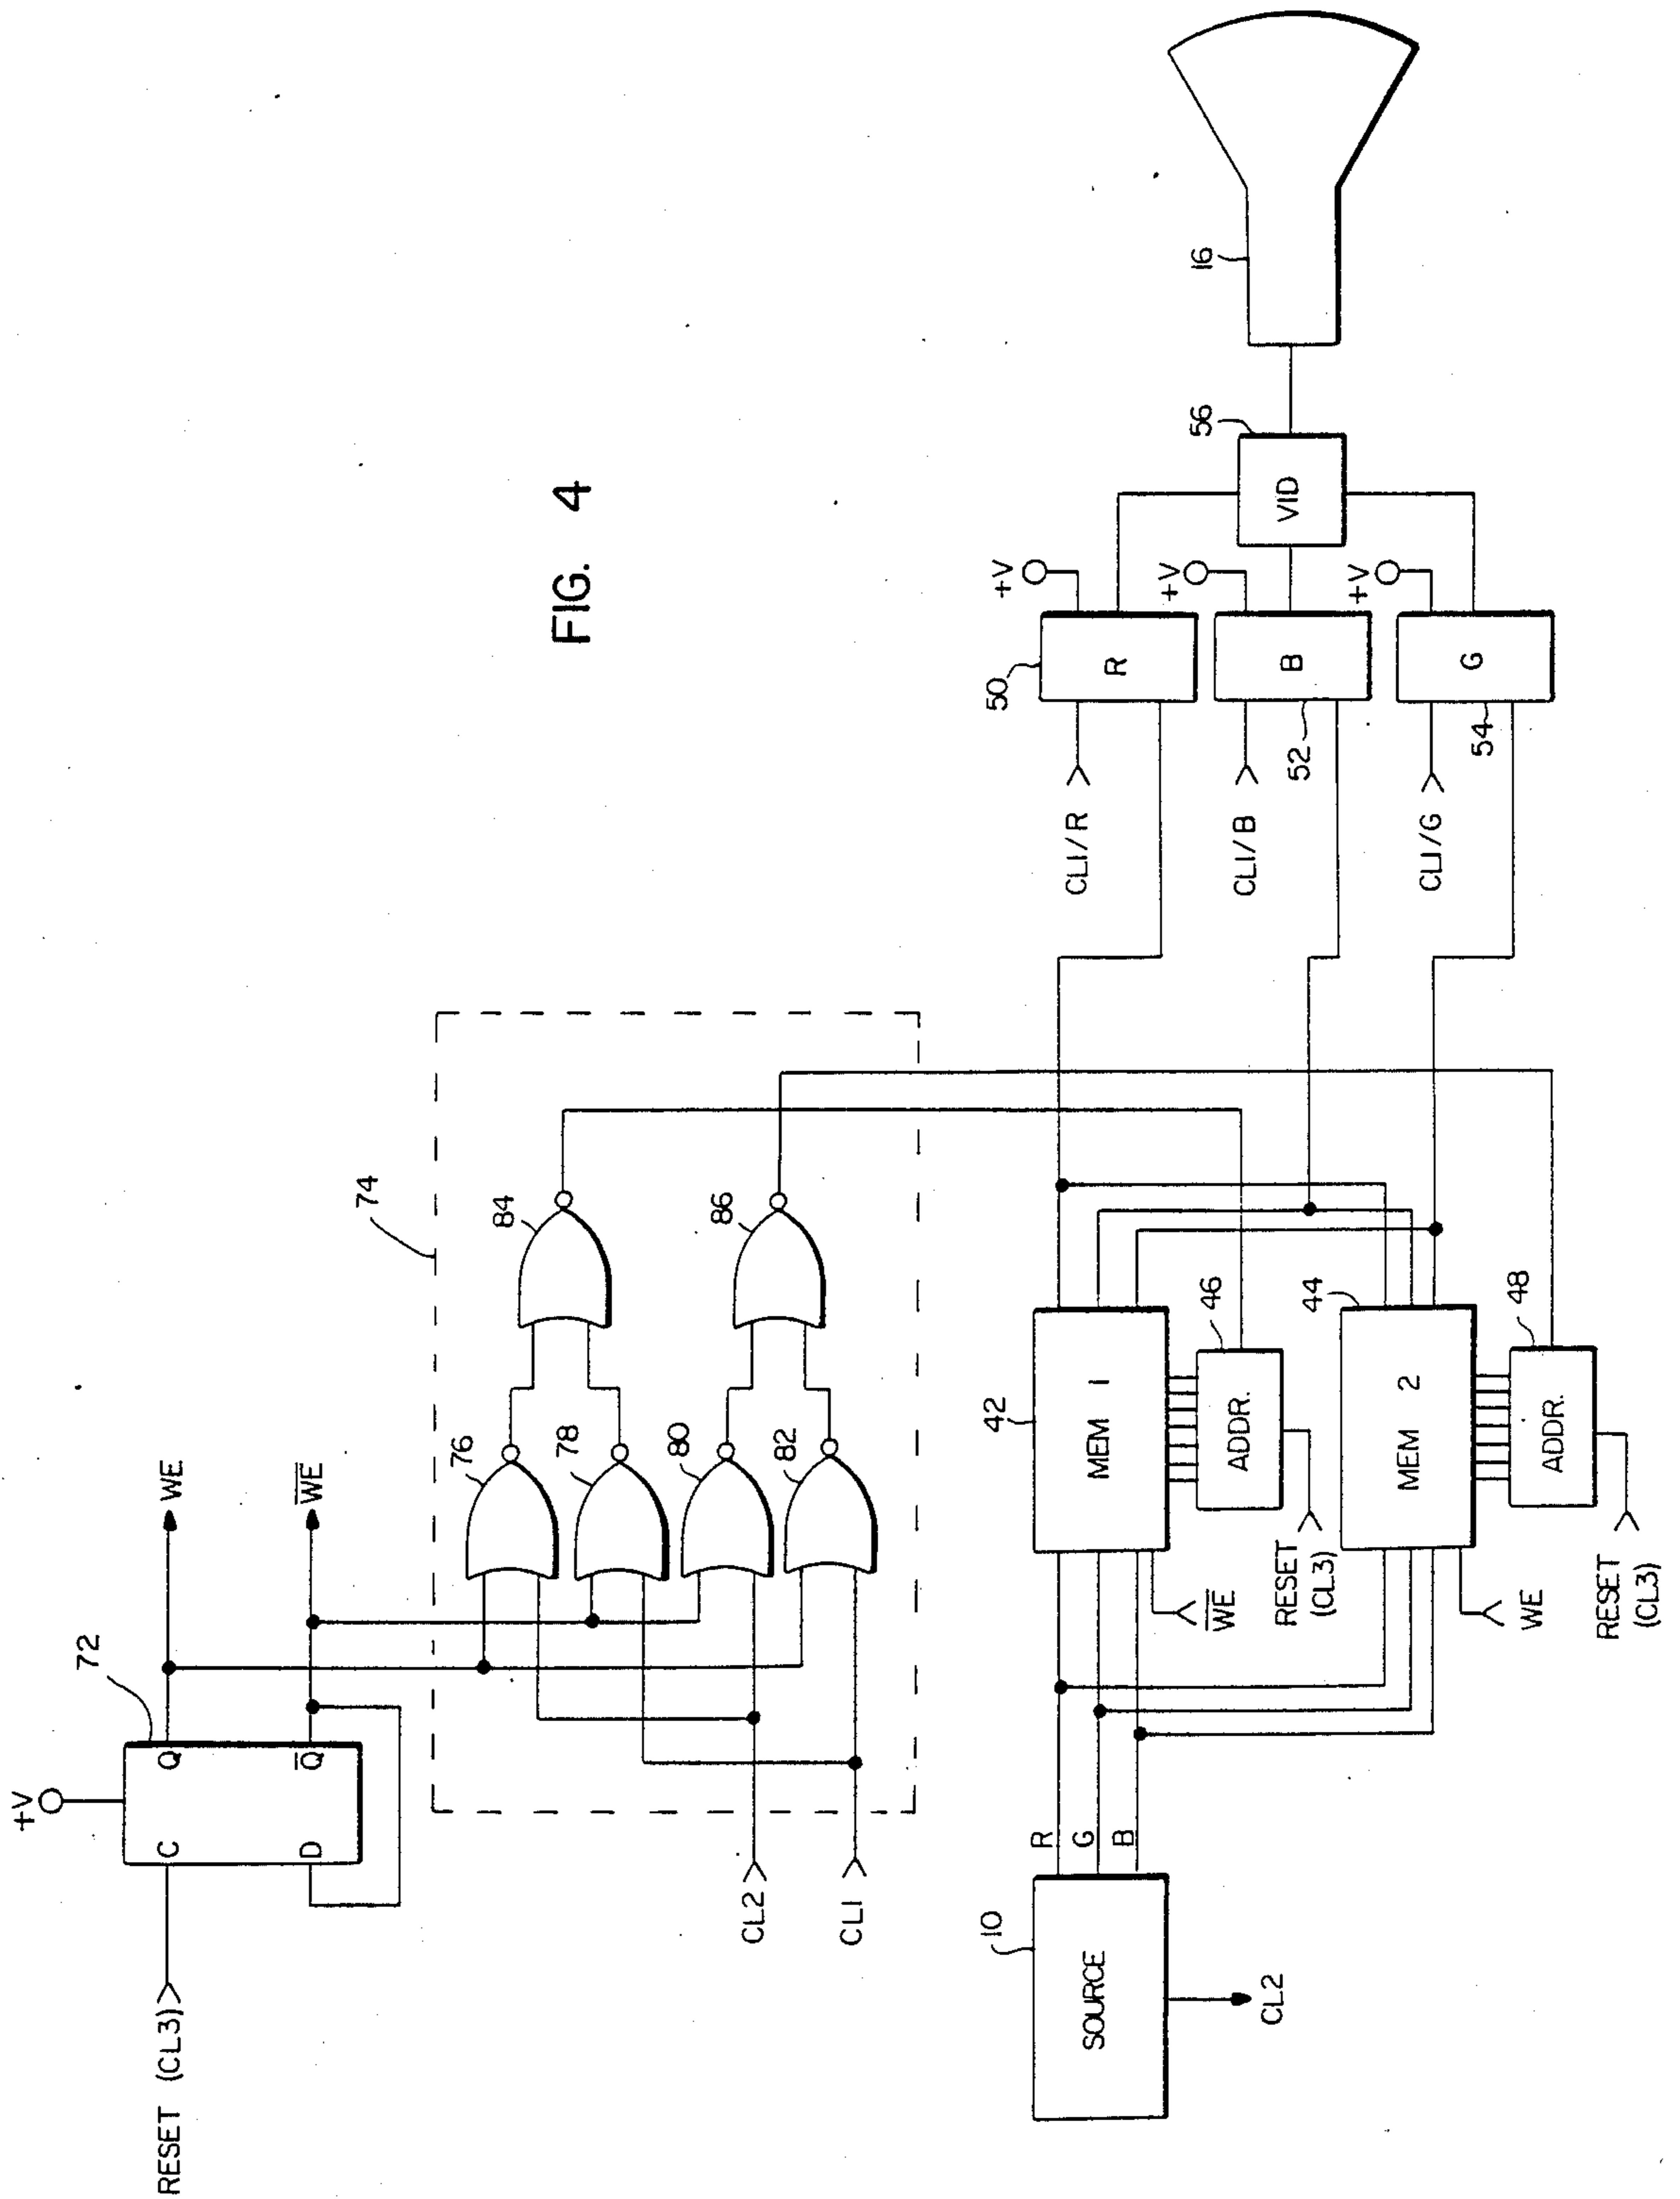 FIG. 4
+V
72
C
Q
D
Q̅
RESET (CL3)
WE
W̅E̅
74
76
78
80
82
84
86
CL2
CL1
10
SOURCE
CL2
R
G
B
42
MEM 1
W̅E̅
46
ADDR.
RESET
(CL3)
44
MEM 2
WE
48
ADDR.
RESET
(CL3)
CL1/R
50
R
+V
CL1/B
52
B
+V
CL1/G
54
G
+V
56
VID
16